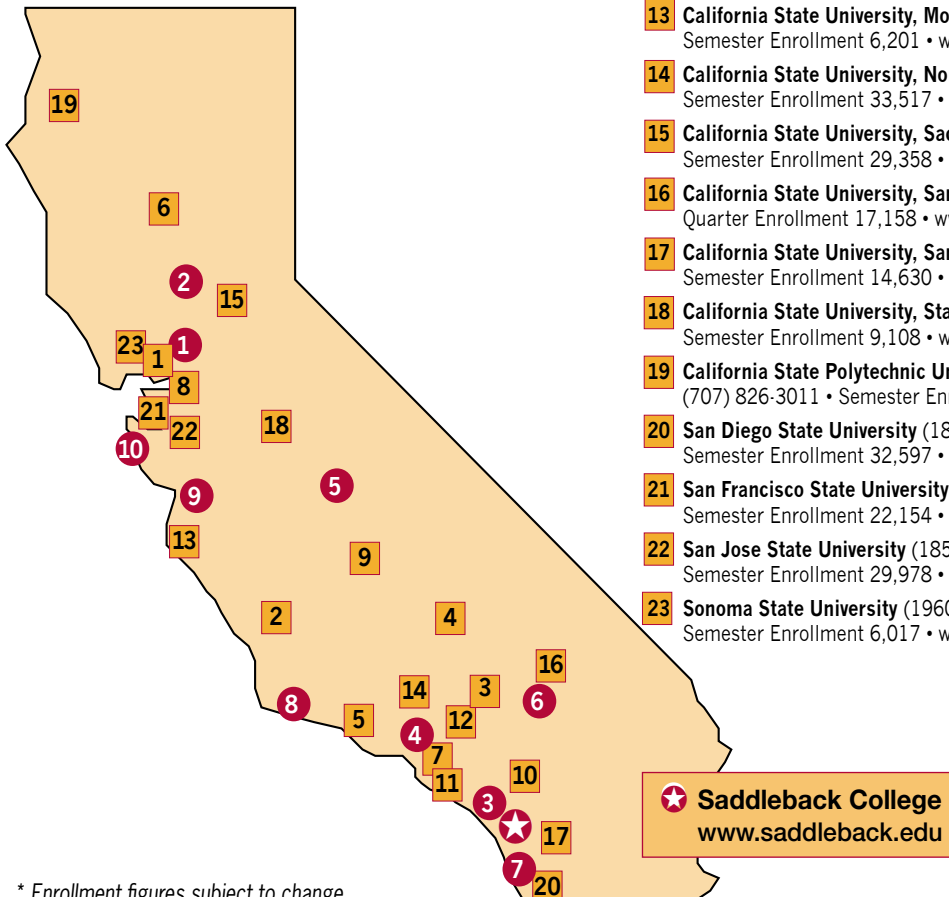 13 California State University, Mo
Semester Enrollment 6,201 • w
14 California State University, No
Semester Enrollment 33,517 •
15 California State University, Sac
Semester Enrollment 29,358 •
16 California State University, San
Quarter Enrollment 17,158 • w
17 California State University, San
Semester Enrollment 14,630 •
18 California State University, Sta
Semester Enrollment 9,108 • w
19 California State Polytechnic Un
(707) 826-3011 • Semester En
20 San Diego State University (18
Semester Enrollment 32,597 •
21 San Francisco State University
Semester Enrollment 22,154 •
22 San Jose State University (185
Semester Enrollment 29,978 •
23 Sonoma State University (1960
Semester Enrollment 6,017 • w
19
6
2
15
23
1
1
8
21
22
18
10
5
9
13
9
2
4
16
14
3
6
8
5
12
4
7
11
10
3
17
7
20
Saddleback College
www.saddleback.edu
* Enrollment figures subject to change